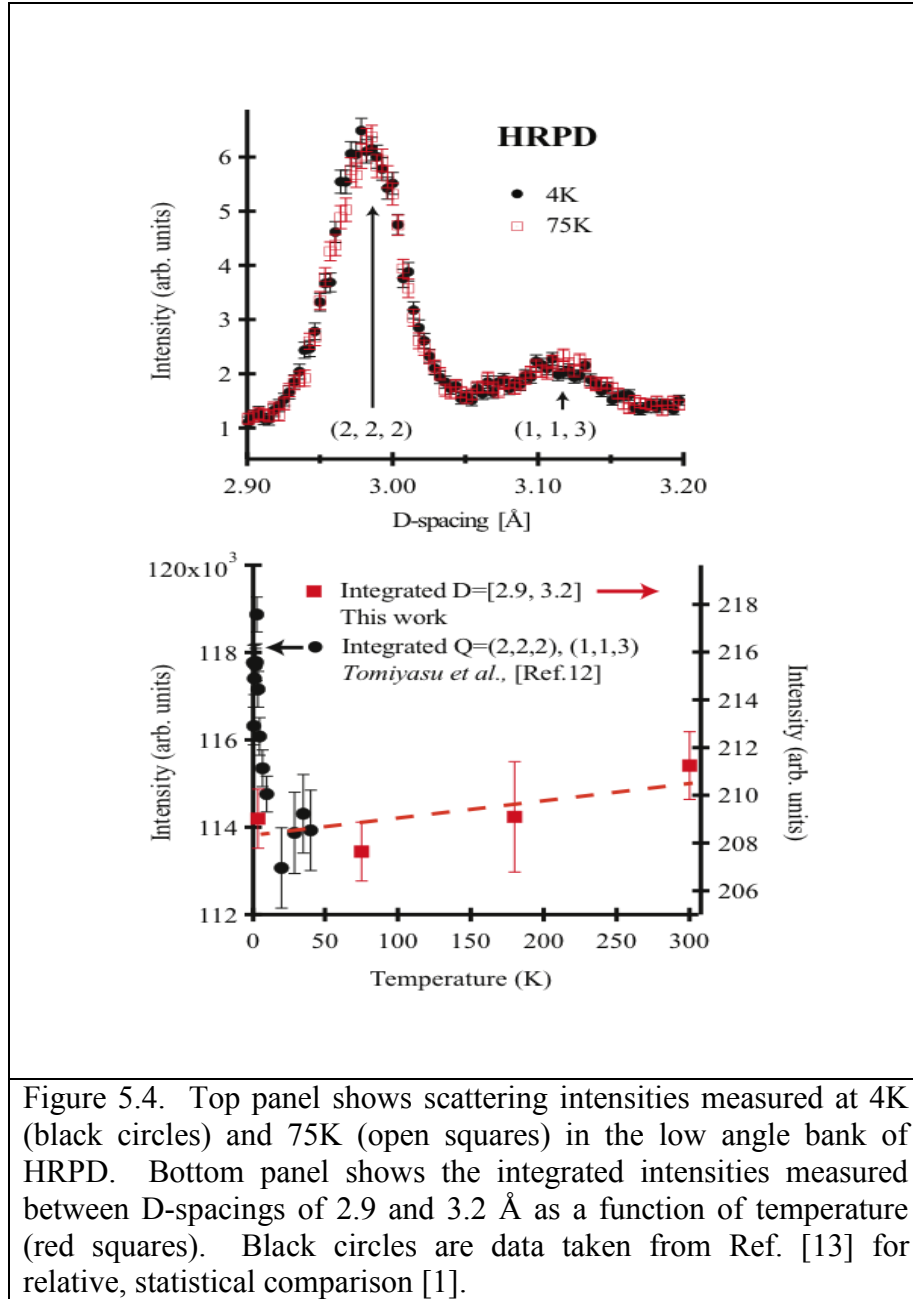 HRPD
4K
75K
Intensity (arb. units)
6
5
4
3
2
1
(2, 2, 2)
(1, 1, 3)
2.90
3.00
3.10
3.20
D-spacing [Å]
120x10³
118
116
114
112
Intensity (arb. units)
Integrated D=[2.9, 3.2]
This work
Integrated Q=(2,2,2), (1,1,3)
Tomiyasu et al., [Ref.12]
218
216
214
212
210
208
206
Intensity (arb. units)
0
50
100
150
200
250
300
Temperature (K)
Figure 5.4. Top panel shows scattering intensities measured at 4K
(black circles) and 75K (open squares) in the low angle bank of
HRPD. Bottom panel shows the integrated intensities measured
between D-spacings of 2.9 and 3.2 Å as a function of temperature
(red squares). Black circles are data taken from Ref. [13] for
relative, statistical comparison [1].